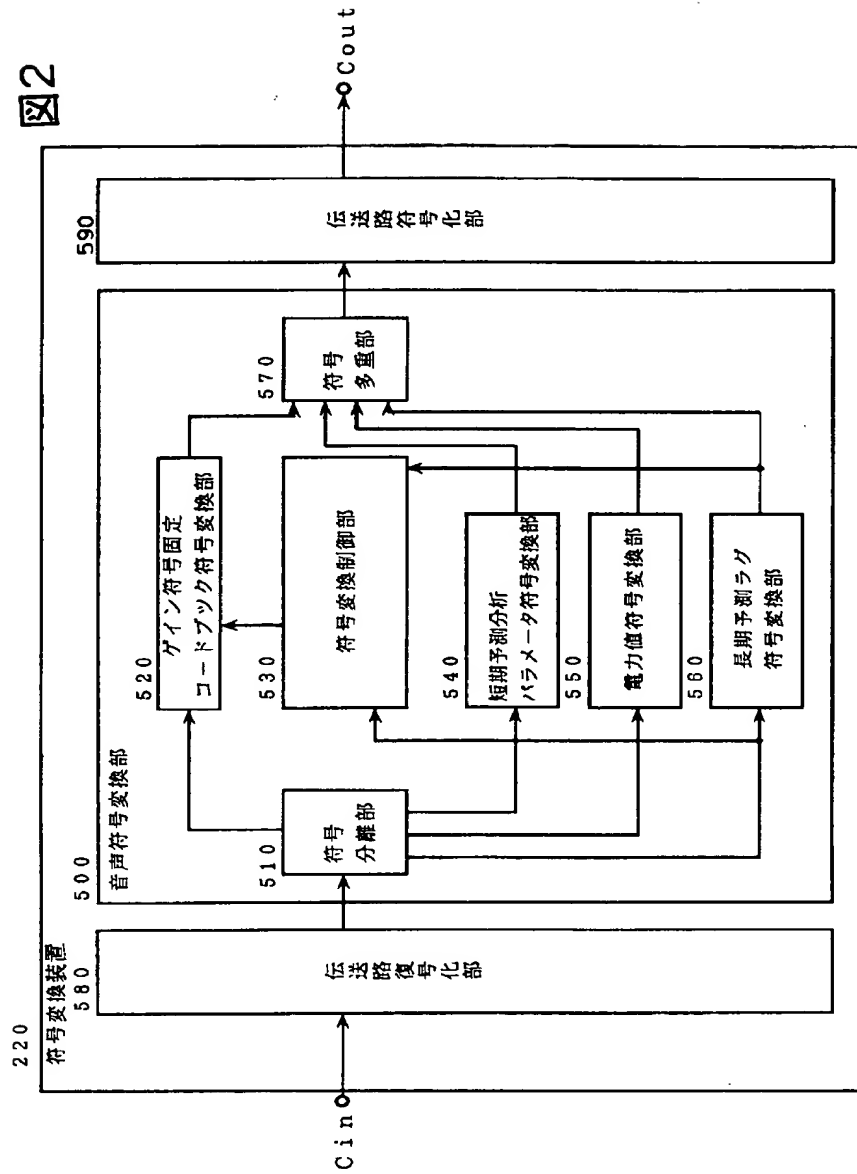 図2
220
符号変換装置
580
伝送路復号化部
500
音声符号変換部
510
符号
分離部
520
ゲイン符号固定
コードブック符号変換部
530
符号変換制御部
540
短期予測分析
パラメータ符号変換部
550
電力値符号変換部
560
長期予測ラグ
符号変換部
570
符号
多重部
590
伝送路符号化部
Cin
Cout